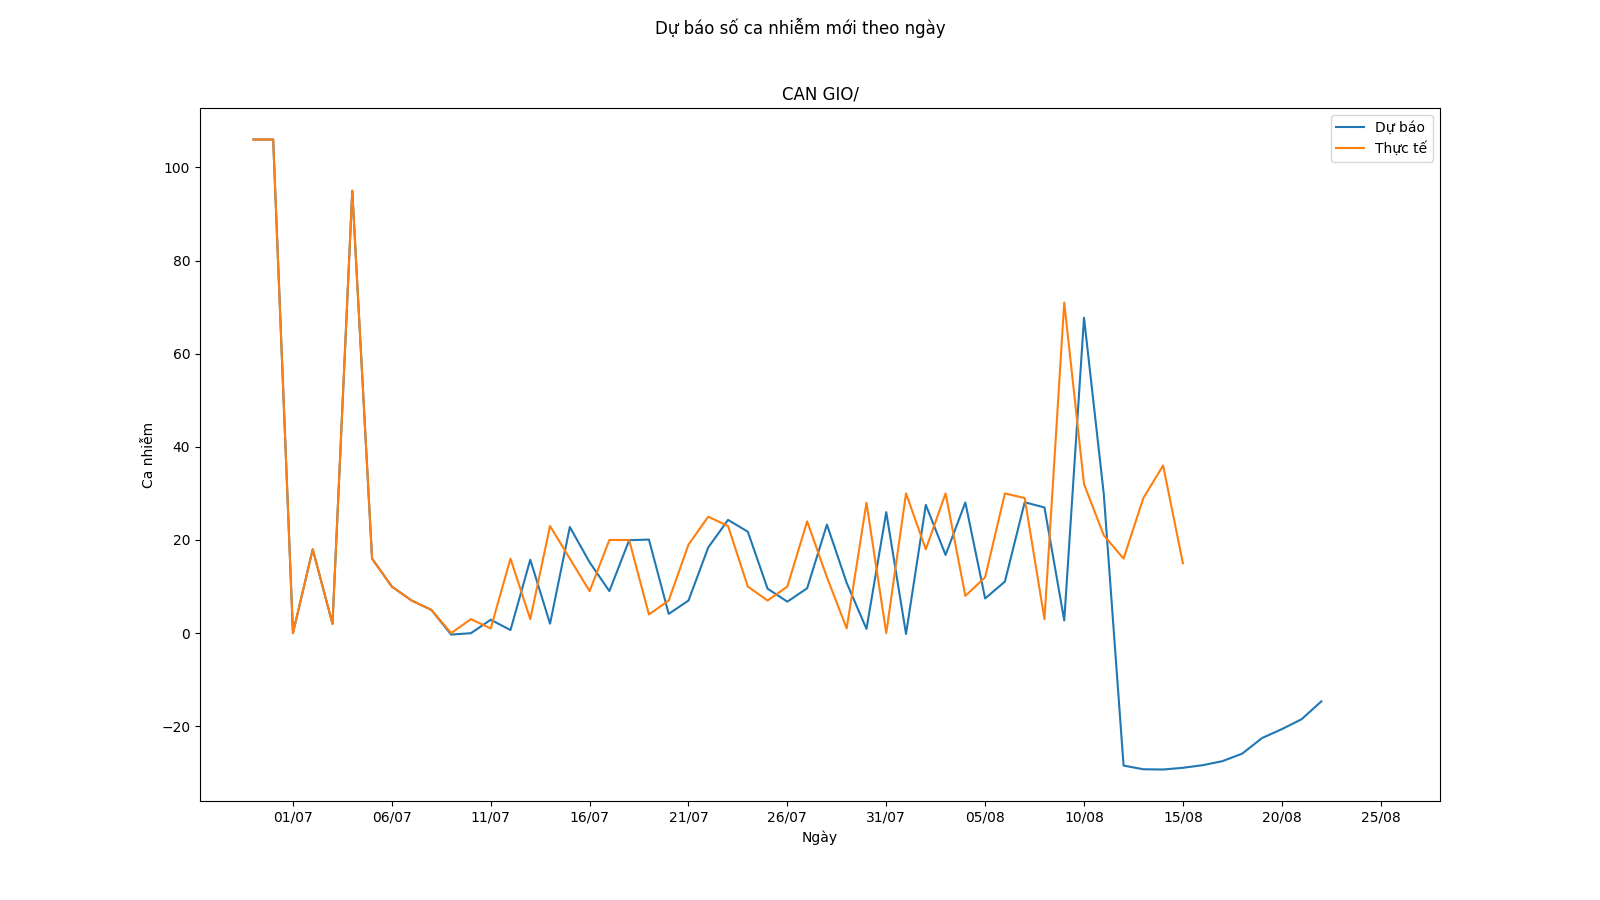 Dự báo số ca nhiễm mới theo ngày
CAN GIO/
Dự báo
Thực tế
100
80
60
40
20
0
−20
Ca nhiễm
01/07 06/07 11/07 16/07 21/07 26/07 31/07 05/08 10/08 15/08 20/08 25/08
Ngày